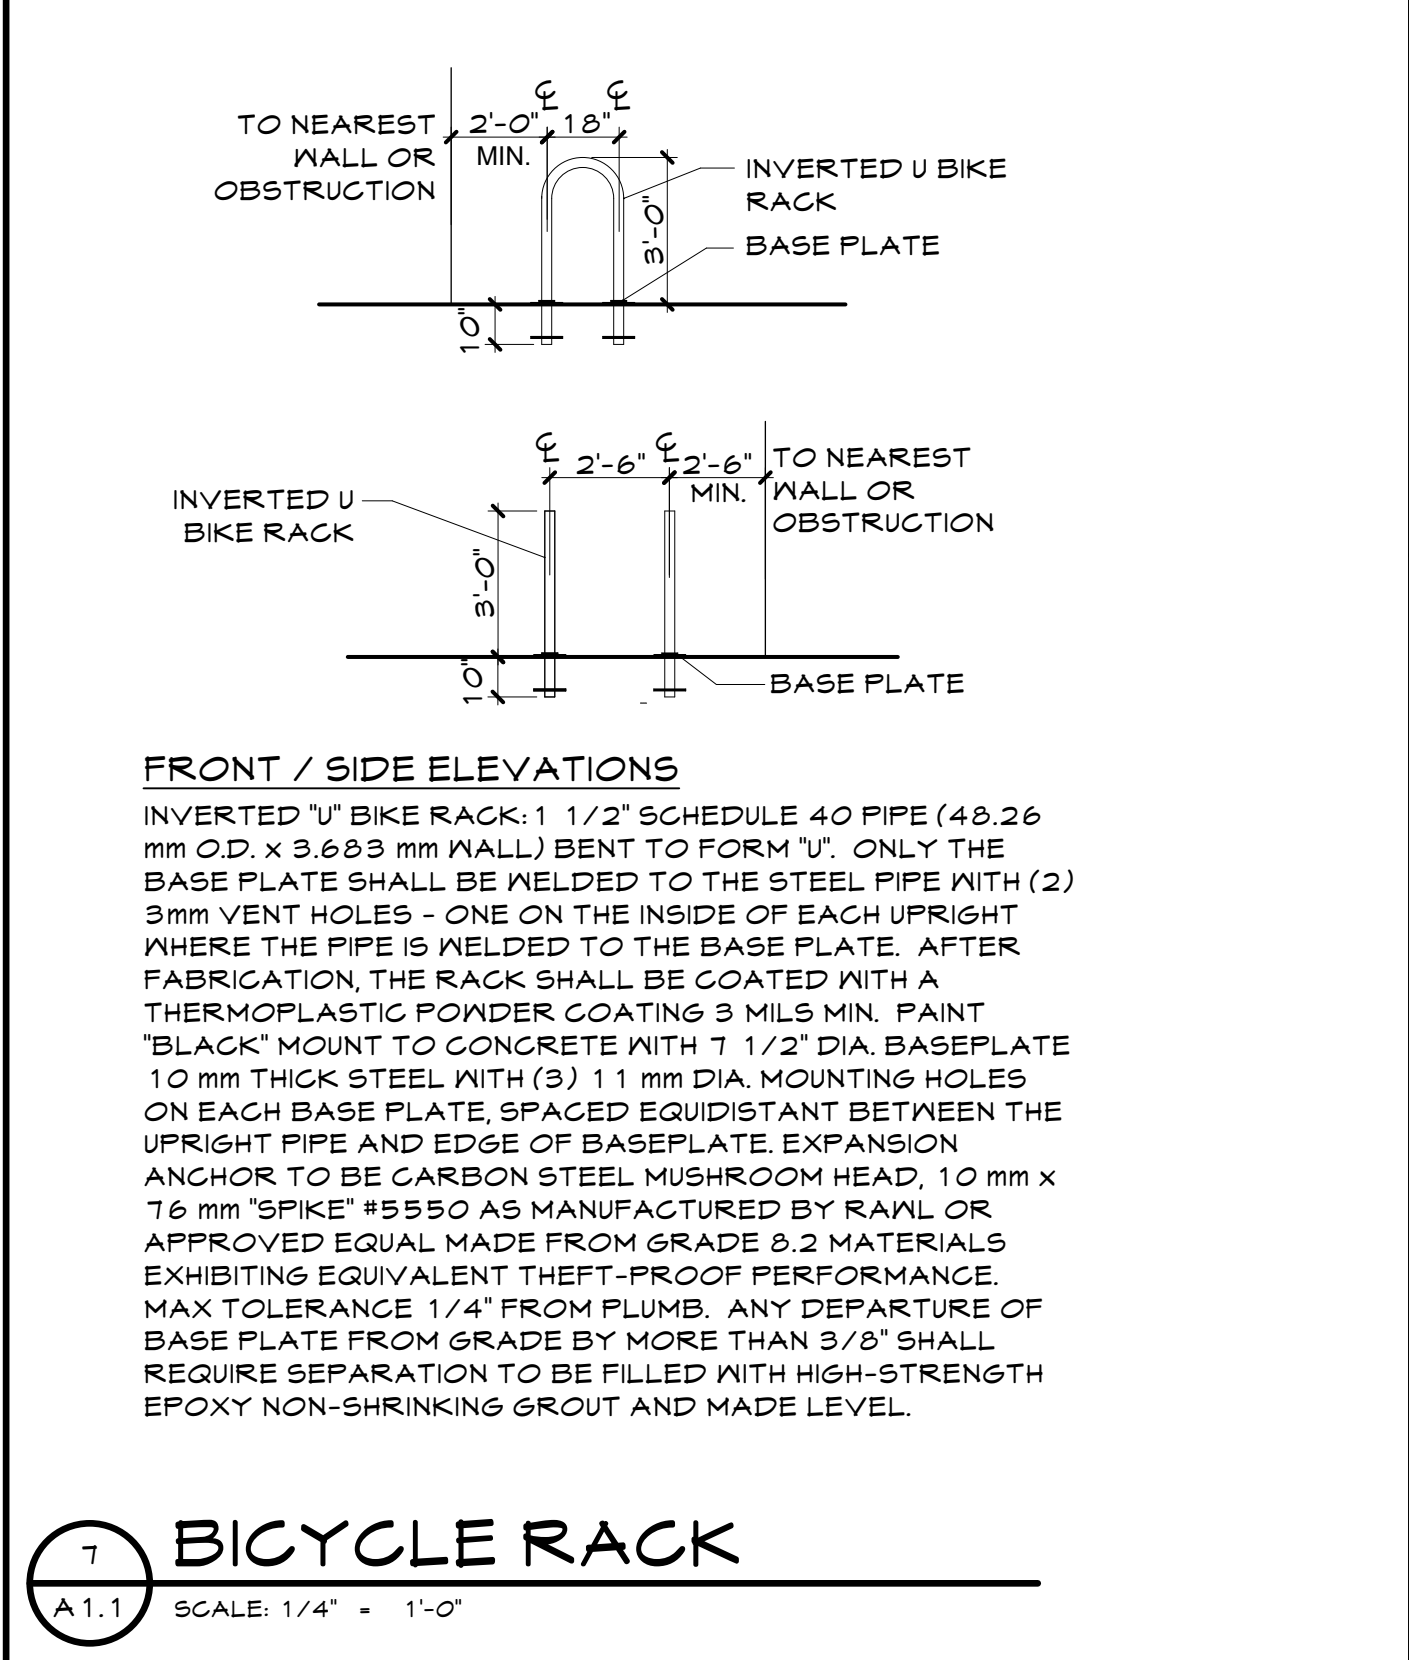 ℄ ℄
TO NEAREST
WALL OR
OBSTRUCTION
2'-0" 18"
MIN.
INVERTED U BIKE
RACK
3'-0"
BASE PLATE
10"
℄ ℄
2'-6" 2'-6"
MIN.
TO NEAREST
WALL OR
OBSTRUCTION
INVERTED U
BIKE RACK
3'-0"
10"
BASE PLATE
FRONT / SIDE ELEVATIONS
INVERTED "U" BIKE RACK: 1 1/2" SCHEDULE 40 PIPE (48.26
mm O.D. x 3.683 mm WALL) BENT TO FORM "U". ONLY THE
BASE PLATE SHALL BE WELDED TO THE STEEL PIPE WITH (2)
3mm VENT HOLES - ONE ON THE INSIDE OF EACH UPRIGHT
WHERE THE PIPE IS WELDED TO THE BASE PLATE. AFTER
FABRICATION, THE RACK SHALL BE COATED WITH A
THERMOPLASTIC POWDER COATING 3 MILS MIN. PAINT
"BLACK" MOUNT TO CONCRETE WITH 7 1/2" DIA. BASEPLATE
10 mm THICK STEEL WITH (3) 11 mm DIA. MOUNTING HOLES
ON EACH BASE PLATE, SPACED EQUIDISTANT BETWEEN THE
UPRIGHT PIPE AND EDGE OF BASEPLATE. EXPANSION
ANCHOR TO BE CARBON STEEL MUSHROOM HEAD, 10 mm x
76 mm "SPIKE" #5550 AS MANUFACTURED BY RAWL OR
APPROVED EQUAL MADE FROM GRADE 8.2 MATERIALS
EXHIBITING EQUIVALENT THEFT-PROOF PERFORMANCE.
MAX TOLERANCE 1/4" FROM PLUMB. ANY DEPARTURE OF
BASE PLATE FROM GRADE BY MORE THAN 3/8" SHALL
REQUIRE SEPARATION TO BE FILLED WITH HIGH-STRENGTH
EPOXY NON-SHRINKING GROUT AND MADE LEVEL.
7
BICYCLE RACK
A1.1
SCALE: 1/4" = 1'-0"